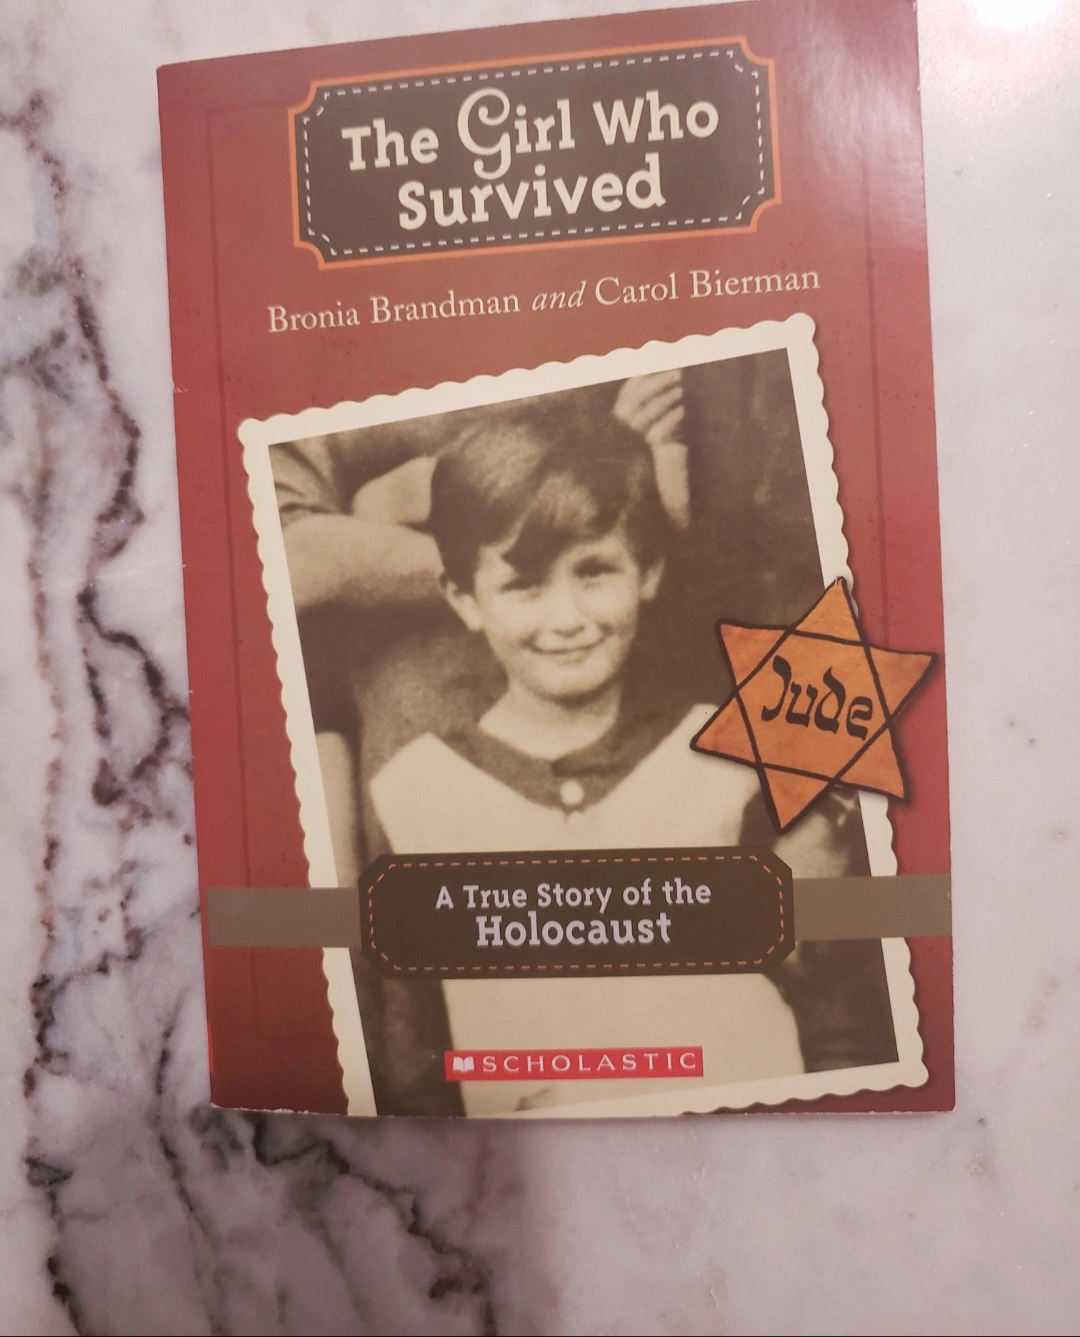 The Girl Who
Survived
Bronia Brandman and Carol Bierman
Jude
A True Story of the
Holocaust
SCHOLASTIC